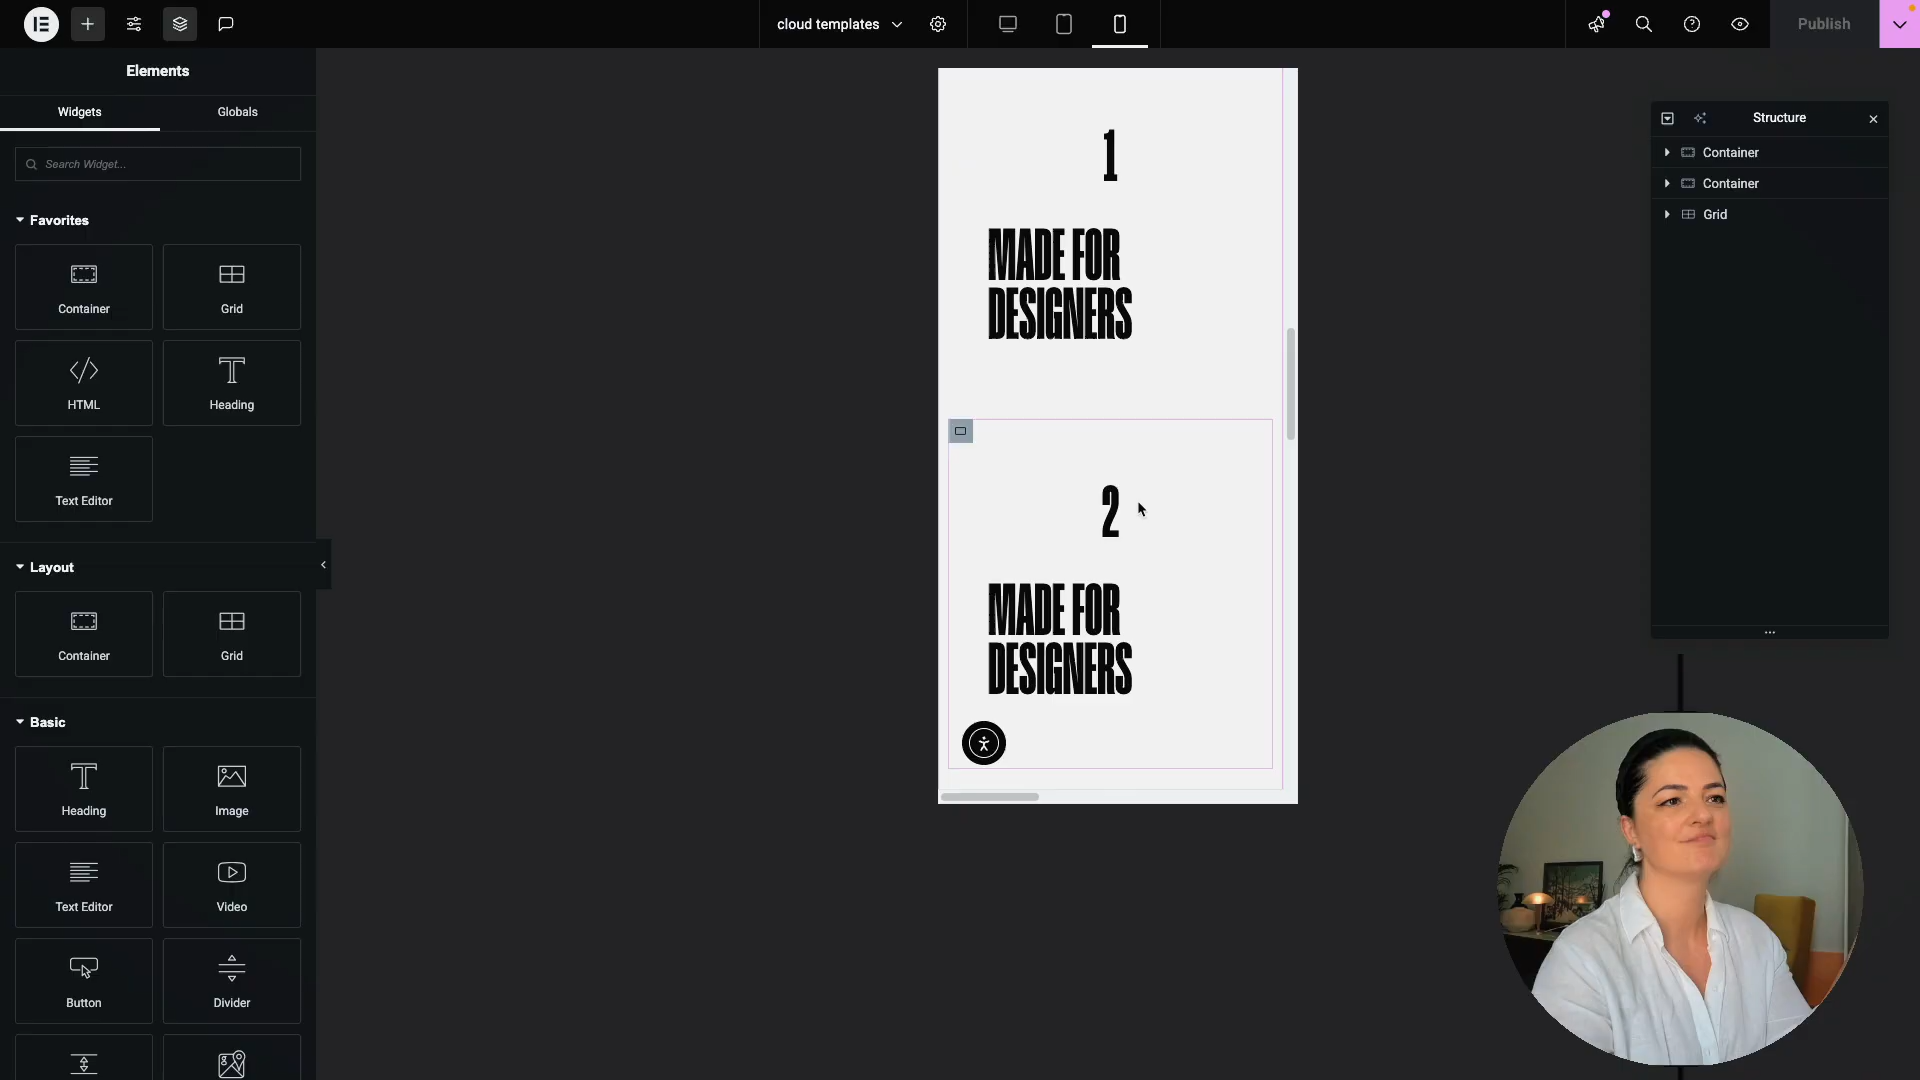 cloud templates
Publish
Elements
Widgets
Globals
Search Widget...
Favorites
Container
Grid
HTML
Heading
Text Editor
Layout
Container
Grid
Basic
Heading
Image
Text Editor
Video
Button
Divider
1
MADE FOR
DESIGNERS
2
MADE FOR
DESIGNERS
Structure
Container
Container
Grid